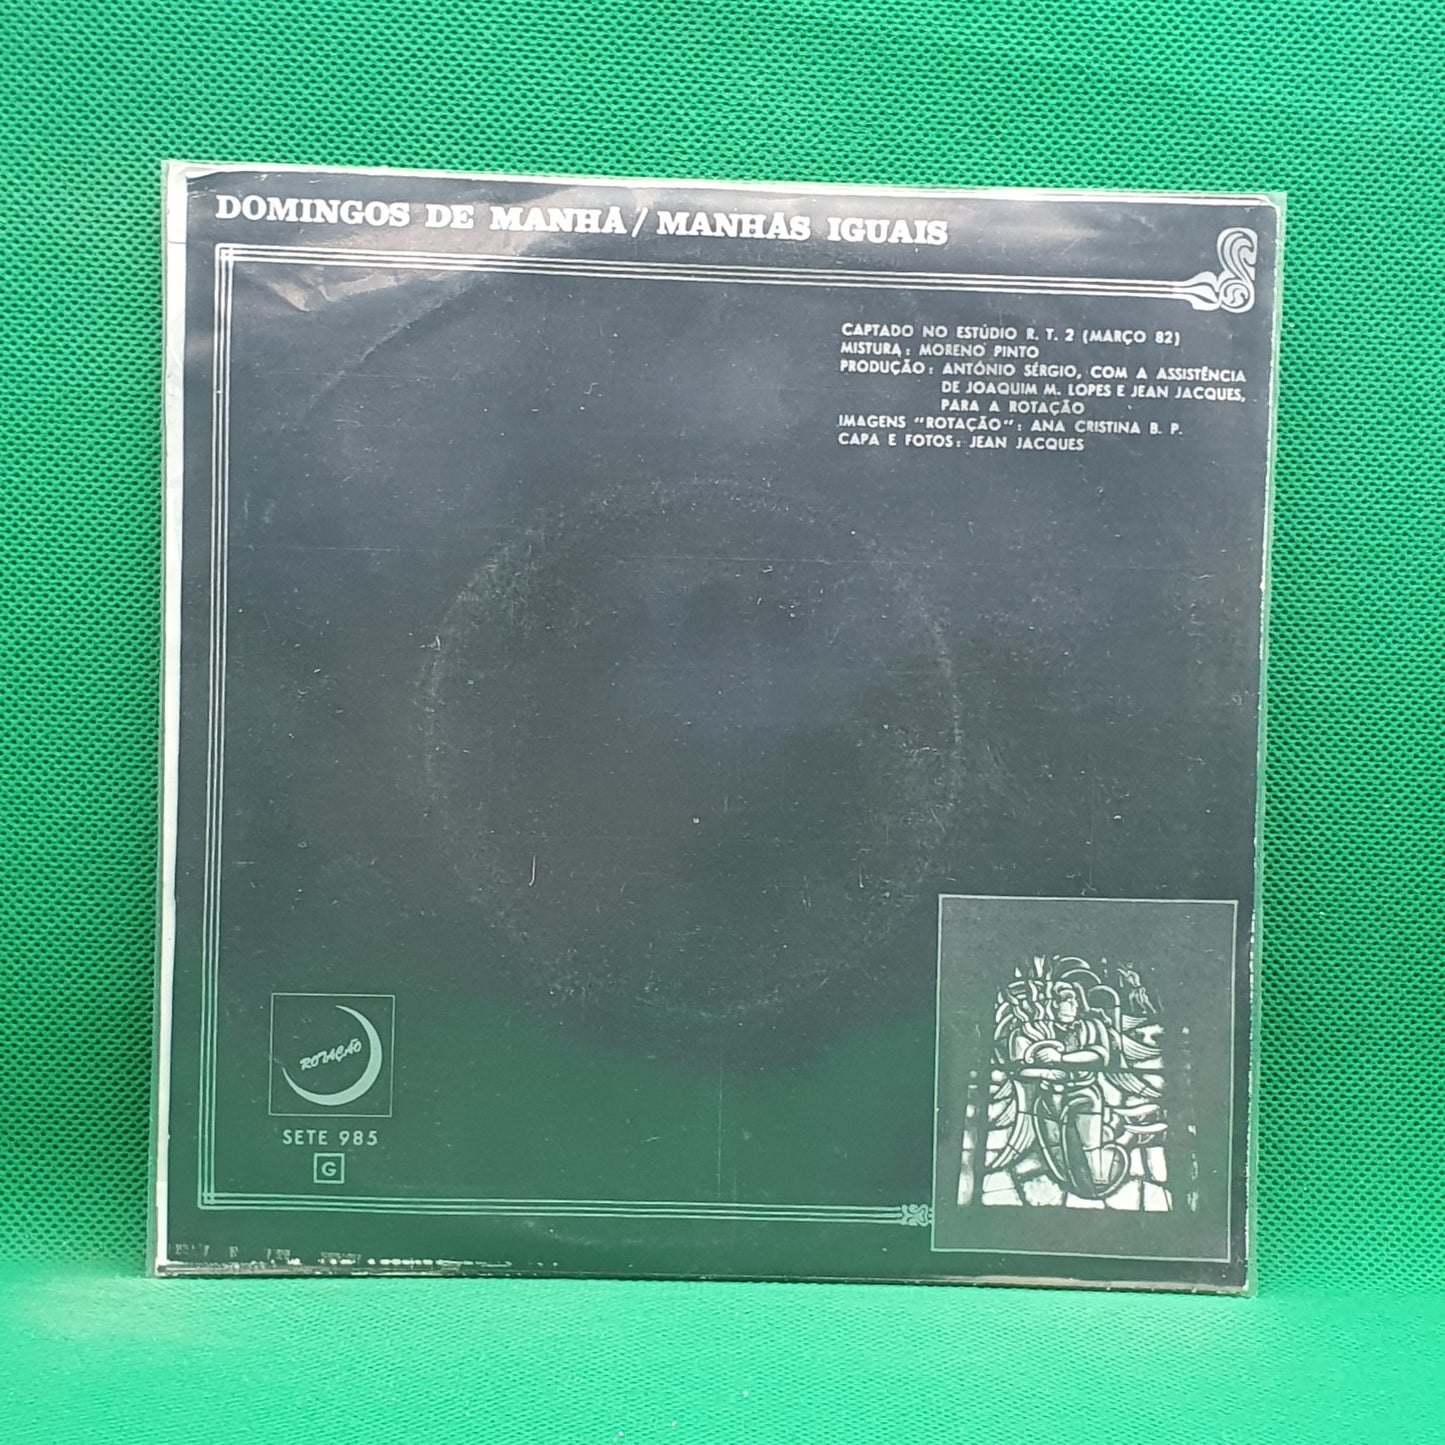 DOMINGOS DE MANHÃ / MANHÃS IGUAIS
CAPTADO NO ESTÚDIO R. T. 2 (MARÇO 82)
MISTURA : MORENO PINTO
PRODUÇÃO : ANTÓNIO SÉRGIO, COM A ASSISTÊNCIA
DE JOAQUIM M. LOPES E JEAN JACQUES,
PARA A ROTAÇÃO
IMAGENS "ROTAÇÃO" : ANA CRISTINA B. P.
CAPA E FOTOS : JEAN JACQUES
ROTAÇÃO
SETE 985
G